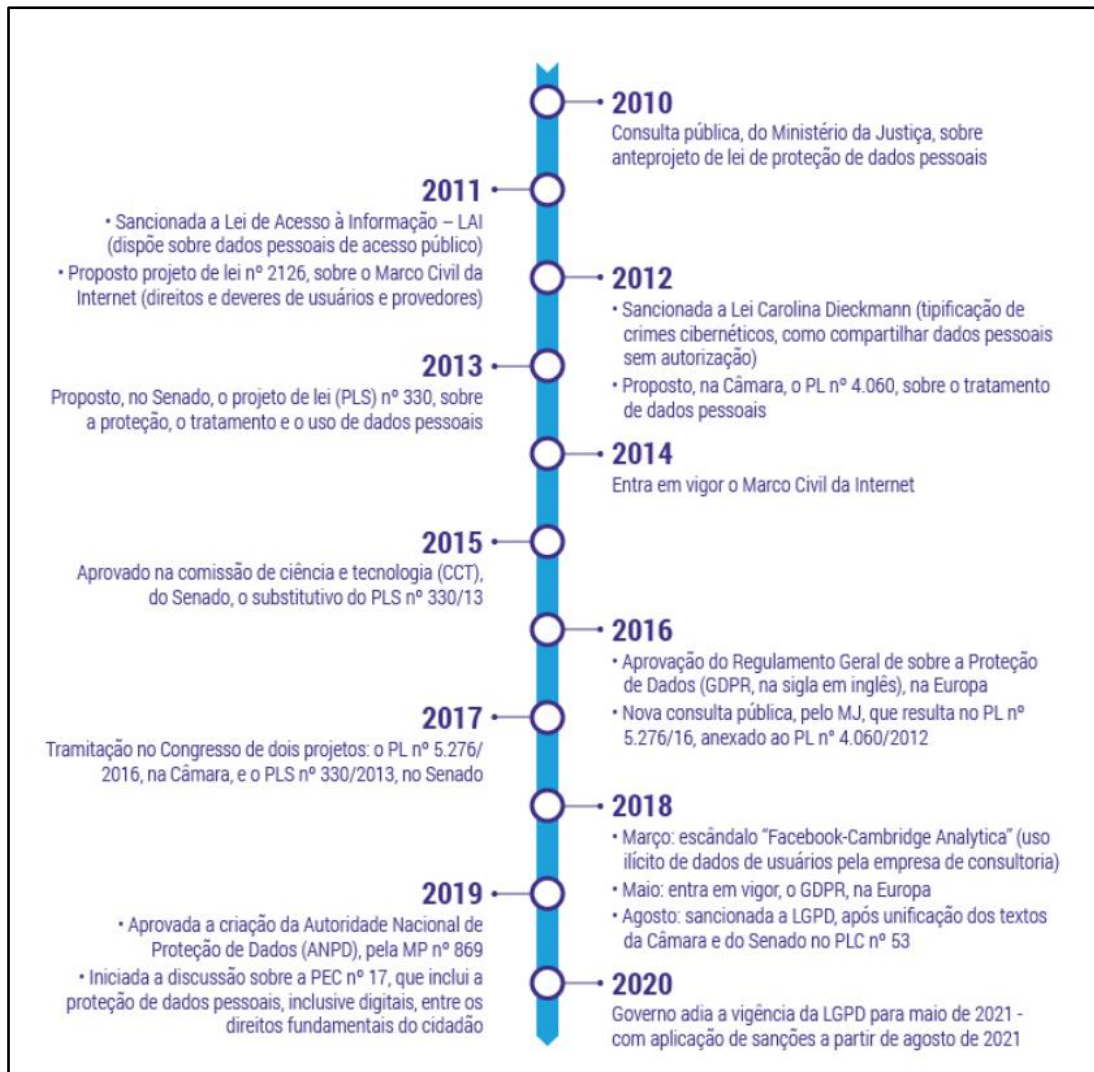 2010
Consulta pública, do Ministério da Justiça, sobre
anteprojeto de lei de proteção de dados pessoais
2011
• Sancionada a Lei de Acesso à Informação – LAI
(dispõe sobre dados pessoais de acesso público)
• Proposto projeto de lei nº 2126, sobre o Marco Civil da
Internet (direitos e deveres de usuários e provedores)
2012
• Sancionada a Lei Carolina Dieckmann (tipificação de
crimes cibernéticos, como compartilhar dados pessoais
sem autorização)
• Proposto, na Câmara, o PL nº 4.060, sobre o tratamento
de dados pessoais
2013
Proposto, no Senado, o projeto de lei (PLS) nº 330, sobre
a proteção, o tratamento e o uso de dados pessoais
2014
Entra em vigor o Marco Civil da Internet
2015
Aprovado na comissão de ciência e tecnologia (CCT),
do Senado, o substitutivo do PLS nº 330/13
2016
• Aprovação do Regulamento Geral de sobre a Proteção
de Dados (GDPR, na sigla em inglês), na Europa
• Nova consulta pública, pelo MJ, que resulta no PL nº
5.276/16, anexado ao PL n° 4.060/2012
2017
Tramitação no Congresso de dois projetos: o PL nº 5.276/
2016, na Câmara, e o PLS nº 330/2013, no Senado
2018
• Março: escândalo “Facebook-Cambridge Analytica” (uso
ilícito de dados de usuários pela empresa de consultoria)
• Maio: entra em vigor, o GDPR, na Europa
• Agosto: sancionada a LGPD, após unificação dos textos
da Câmara e do Senado no PLC nº 53
2019
• Aprovada a criação da Autoridade Nacional de
Proteção de Dados (ANPD), pela MP nº 869
• Iniciada a discussão sobre a PEC nº 17, que inclui a
proteção de dados pessoais, inclusive digitais, entre os
direitos fundamentais do cidadão
2020
Governo adia a vigência da LGPD para maio de 2021 -
com aplicação de sanções a partir de agosto de 2021